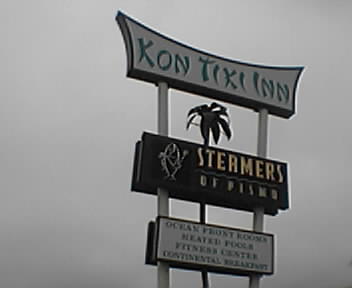 KON TIKI INN
STEAMERS
OF PISMO
OCEAN FRONT ROOMS
HEATED POOLS
FITNESS CENTER
CONTINENTAL BREAKFAST